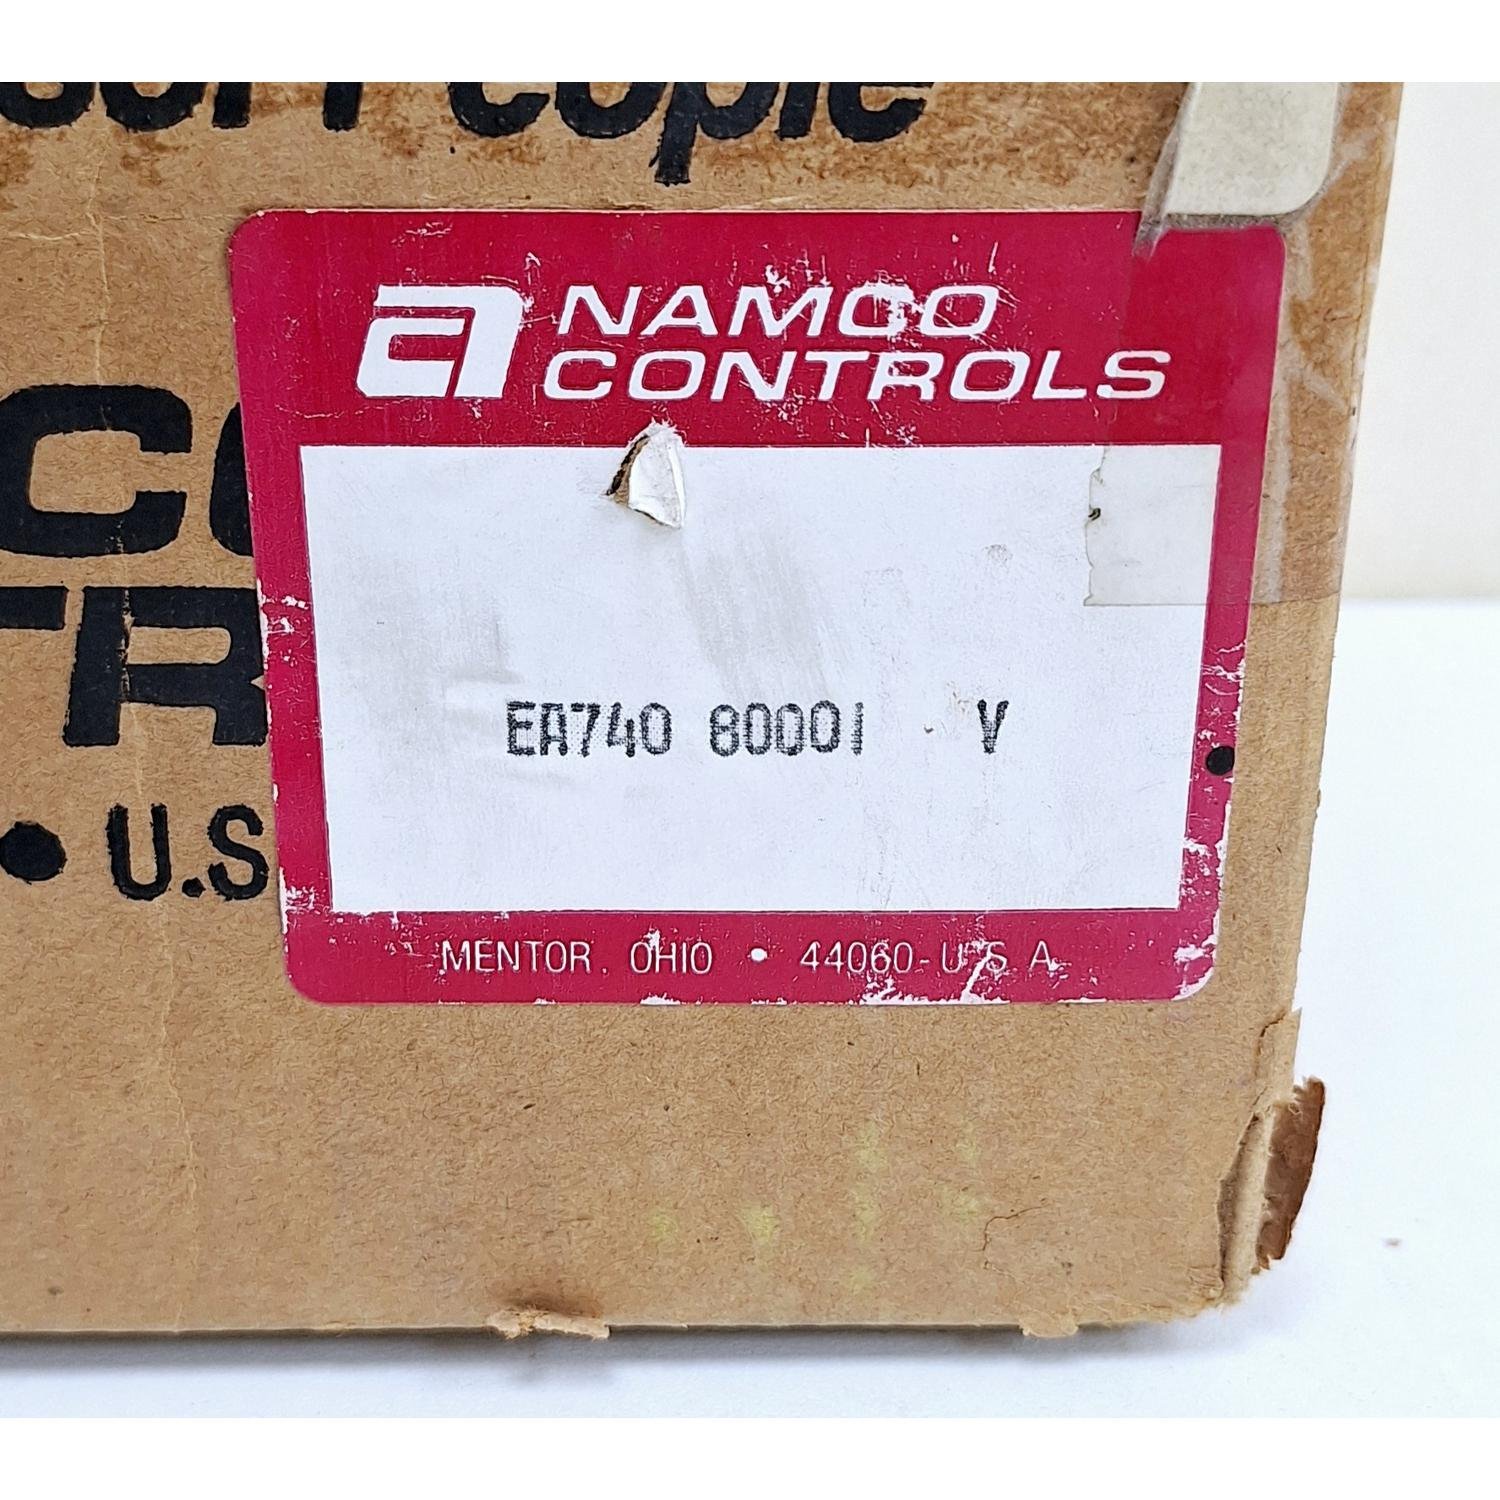 NAMCO
CONTROLS
EA740 80001 V
MENTOR, OHIO • 44060-U.S.A.
• U.S